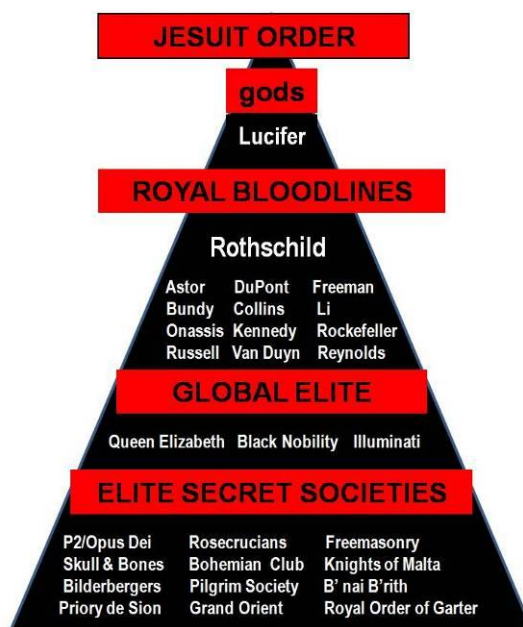 JESUIT ORDER
gods
Lucifer
ROYAL BLOODLINES
Rothschild
Astor DuPont Freeman
Bundy Collins Li
Onassis Kennedy Rockefeller
Russell Van Duyn Reynolds
GLOBAL ELITE
Queen Elizabeth Black Nobility Illuminati
ELITE SECRET SOCIETIES
P2/Opus Dei Rosecrucians Freemasonry
Skull & Bones Bohemian Club Knights of Malta
Bilderbergers Pilgrim Society B' nai B'rith
Priory de Sion Grand Orient Royal Order of Garter